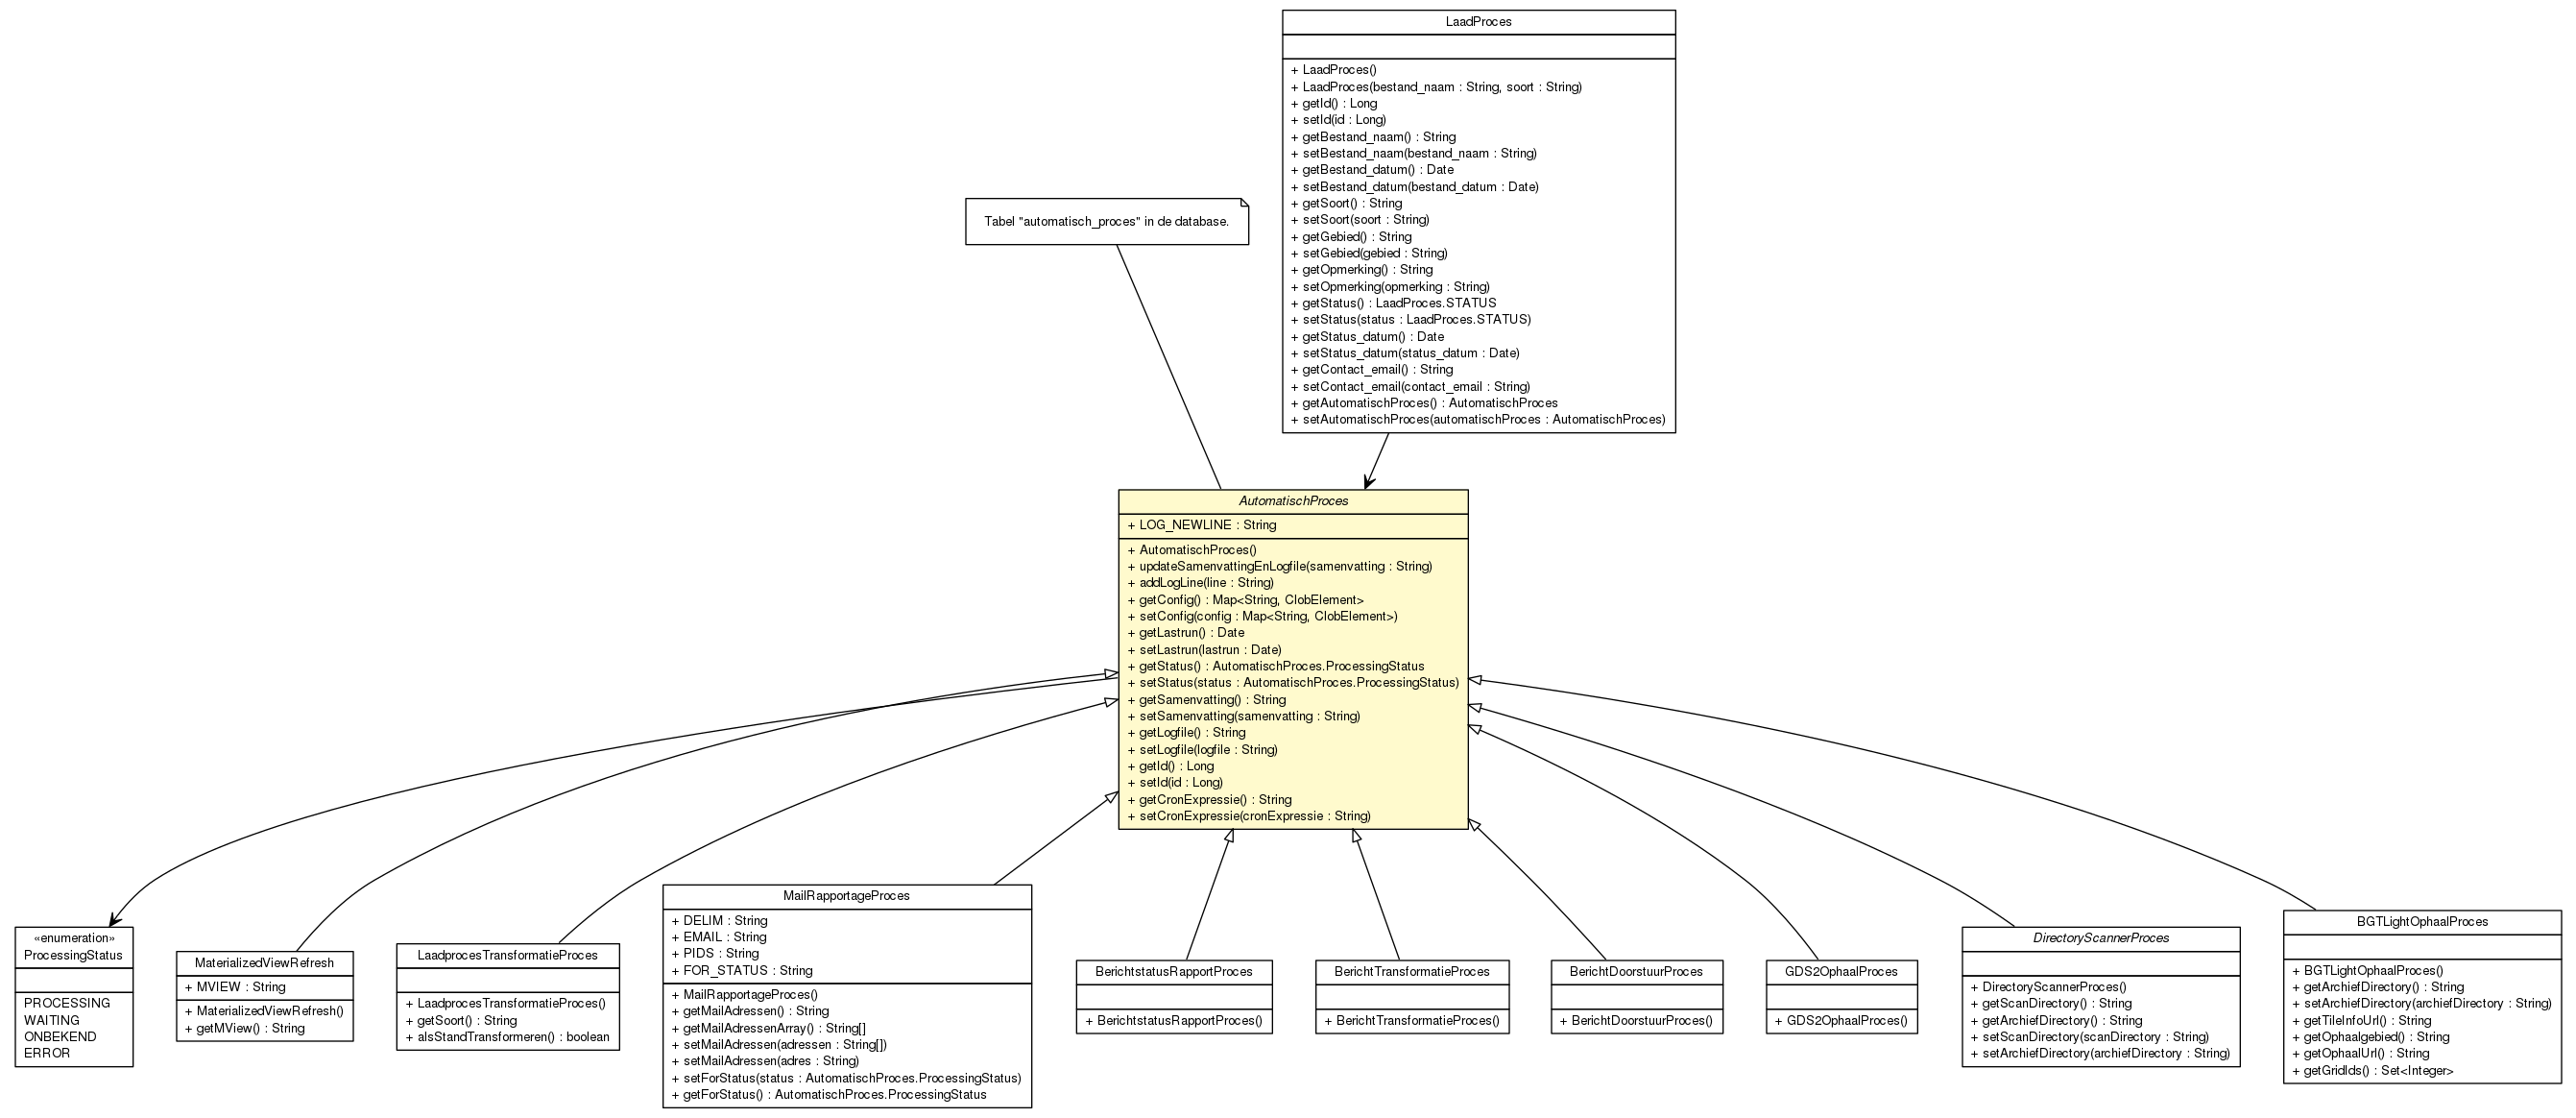 LaadProces
+ LaadProces()
+ LaadProces(bestand_naam : String, soort : String)
+ getId() : Long
+ setId(id : Long)
+ getBestand_naam() : String
+ setBestand_naam(bestand_naam : String)
+ getBestand_datum() : Date
+ setBestand_datum(bestand_datum : Date)
+ getSoort() : String
+ setSoort(soort : String)
+ getGebied() : String
+ setGebied(gebied : String)
+ getOpmerking() : String
+ setOpmerking(opmerking : String)
+ getStatus() : LaadProces.STATUS
+ setStatus(status : LaadProces.STATUS)
+ getStatus_datum() : Date
+ setStatus_datum(status_datum : Date)
+ getContact_email() : String
+ setContact_email(contact_email : String)
+ getAutomatischProces() : AutomatischProces
+ setAutomatischProces(automatischProces : AutomatischProces)
Tabel "automatisch_proces" in de database.
AutomatischProces
+ LOG_NEWLINE : String
+ AutomatischProces()
+ updateSamenvattingEnLogfile(samenvatting : String)
+ addLogLine(line : String)
+ getConfig() : Map<String, ClobElement>
+ setConfig(config : Map<String, ClobElement>)
+ getLastrun() : Date
+ setLastrun(lastrun : Date)
+ getStatus() : AutomatischProces.ProcessingStatus
+ setStatus(status : AutomatischProces.ProcessingStatus)
+ getSamenvatting() : String
+ setSamenvatting(samenvatting : String)
+ getLogfile() : String
+ setLogfile(logfile : String)
+ getId() : Long
+ setId(id : Long)
+ getCronExpressie() : String
+ setCronExpressie(cronExpressie : String)
«enumeration»
ProcessingStatus
PROCESSING
WAITING
ONBEKEND
ERROR
MaterializedViewRefresh
+ MVIEW : String
+ MaterializedViewRefresh()
+ getMView() : String
LaadprocesTransformatieProces
+ LaadprocesTransformatieProces()
+ getSoort() : String
+ alsStandTransformeren() : boolean
MailRapportageProces
+ DELIM : String
+ EMAIL : String
+ PIDS : String
+ FOR_STATUS : String
+ MailRapportageProces()
+ getMailAdressen() : String
+ getMailAdressenArray() : String[]
+ setMailAdressen(adressen : String[])
+ setMailAdressen(adres : String)
+ setForStatus(status : AutomatischProces.ProcessingStatus)
+ getForStatus() : AutomatischProces.ProcessingStatus
BerichtstatusRapportProces
+ BerichtstatusRapportProces()
BerichtTransformatieProces
+ BerichtTransformatieProces()
BerichtDoorstuurProces
+ BerichtDoorstuurProces()
GDS2OphaalProces
+ GDS2OphaalProces()
DirectoryScannerProces
+ DirectoryScannerProces()
+ getScanDirectory() : String
+ getArchiefDirectory() : String
+ setScanDirectory(scanDirectory : String)
+ setArchiefDirectory(archiefDirectory : String)
BGTLightOphaalProces
+ BGTLightOphaalProces()
+ getArchiefDirectory() : String
+ setArchiefDirectory(archiefDirectory : String)
+ getTileInfoUrl() : String
+ getOphaalgebied() : String
+ getOphaalUrl() : String
+ getGridIds() : Set<Integer>